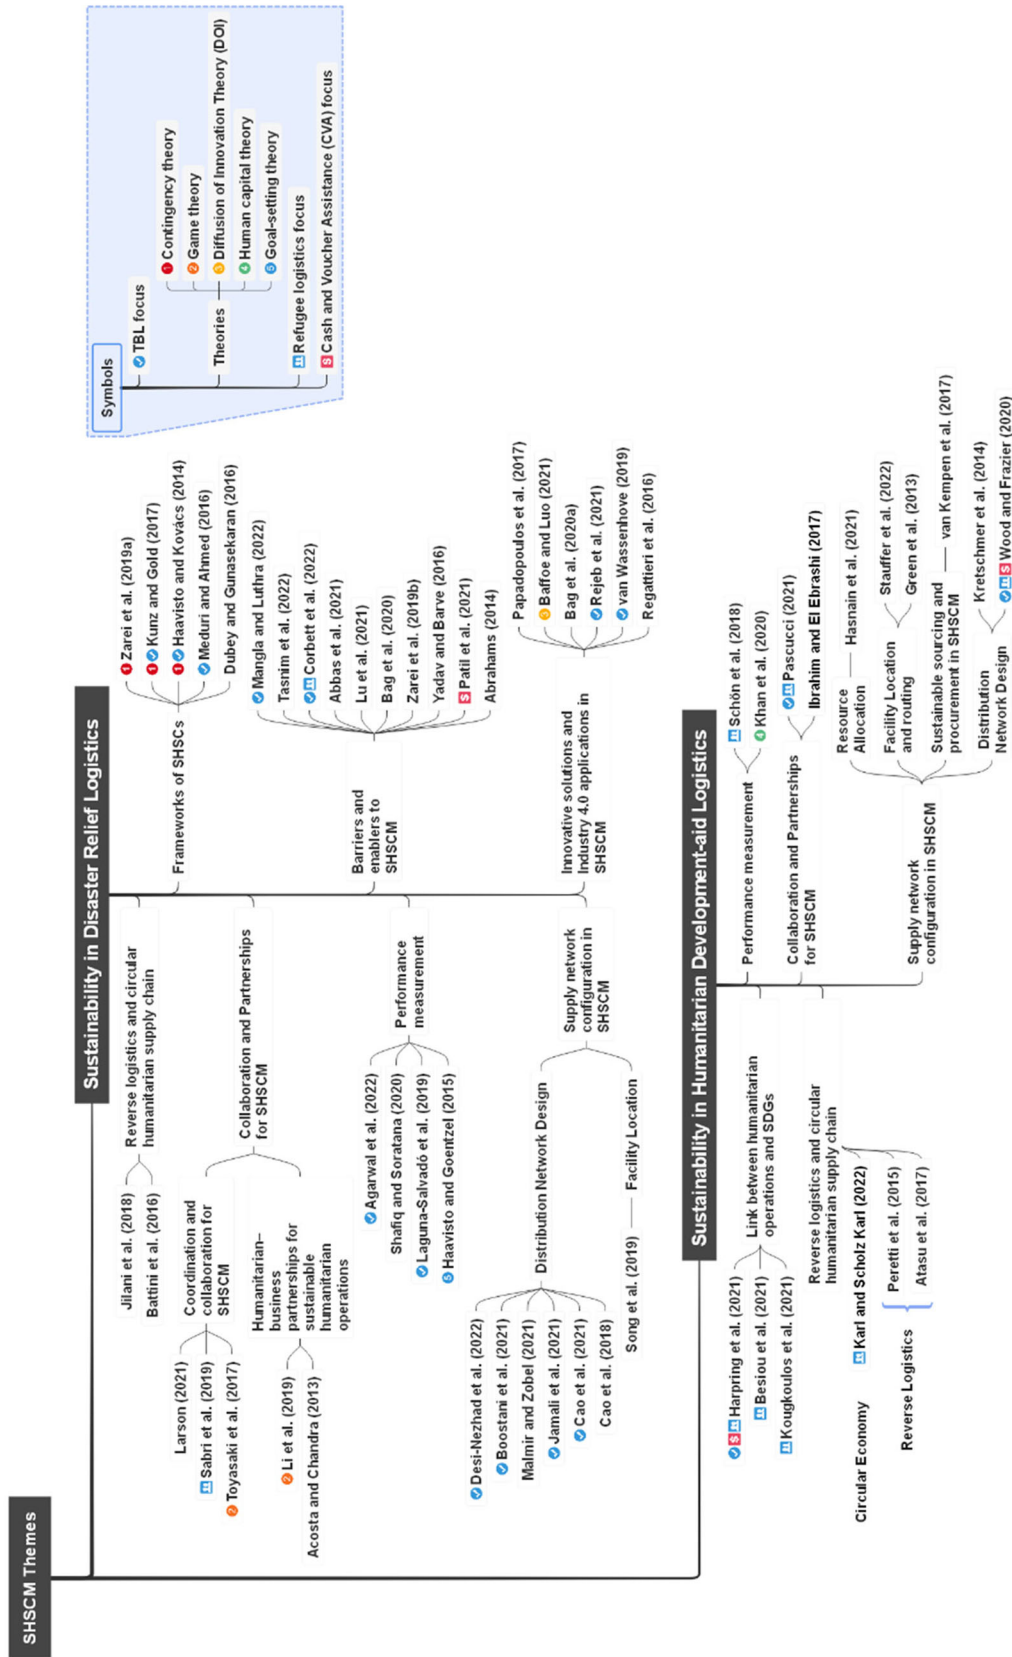 SHSCM Themes
Sustainability in Disaster Relief Logistics
Reverse logistics and circular
humanitarian supply chain
Jilani et al. (2018)
Battini et al. (2016)
Collaboration and Partnerships
for SHSCM
Coordination and
collaboration for
SHSCM
Larson (2021)
Sabri et al. (2019)
2 Toyasaki et al. (2017)
Humanitarian–
business
partnerships for
sustainable
humanitarian
operations
2 Li et al. (2019)
Acosta and Chandra (2013)
Performance
measurement
Agarwal et al. (2022)
Shafiq and Soratana (2020)
Laguna-Salvadó et al. (2019)
5 Haavisto and Goentzel (2015)
Supply network
configuration in
SHSCM
Distribution Network Design
Desi-Nezhad et al. (2022)
Boostani et al. (2021)
Malmir and Zobel (2021)
Jamali et al. (2021)
Cao et al. (2021)
Cao et al. (2018)
Facility Location
Song et al. (2019)
Frameworks of SHSCs
1 Zarei et al. (2019a)
1 Kunz and Gold (2017)
1 Haavisto and Kovács (2014)
Meduri and Ahmed (2016)
Dubey and Gunasekaran (2016)
Barriers and
enablers to
SHSCM
Mangla and Luthra (2022)
Tasnim et al. (2022)
Corbett et al. (2022)
Abbas et al. (2021)
Lu et al. (2021)
Bag et al. (2020)
Zarei et al. (2019b)
Yadav and Barve (2016)
$ Patil et al. (2021)
Abrahams (2014)
Innovative solutions and
Industry 4.0 applications in
SHSCM
Papadopoulos et al. (2017)
3 Baffoe and Luo (2021)
Bag et al. (2020a)
Rejeb et al. (2021)
van Wassenhove (2019)
Regattieri et al. (2016)
Symbols
TBL focus
Theories
1 Contingency theory
2 Game theory
3 Diffusion of Innovation Theory (DOI)
4 Human capital theory
5 Goal-setting theory
Refugee logistics focus
$ Cash and Voucher Assistance (CVA) focus
Sustainability in Humanitarian Development-aid Logistics
Link between humanitarian
operations and SDGs
$ Harpring et al. (2021)
Besiou et al. (2021)
Kougkoulos et al. (2021)
Reverse logistics and circular
humanitarian supply chain
Circular Economy
Karl and Scholz Karl (2022)
Reverse Logistics
Peretti et al. (2015)
Atasu et al. (2017)
Performance measurement
Schön et al. (2018)
4 Khan et al. (2020)
Collaboration and Partnerships
for SHSCM
Pascucci (2021)
Ibrahim and El Ebrashi (2017)
Supply network
configuration in SHSCM
Resource
Allocation
Hasnain et al. (2021)
Facility Location
and routing
Stauffer et al. (2022)
Green et al. (2013)
Sustainable sourcing and
procurement in SHSCM
van Kempen et al. (2017)
Distribution
Network Design
Kretschmer et al. (2014)
$ Wood and Frazier (2020)